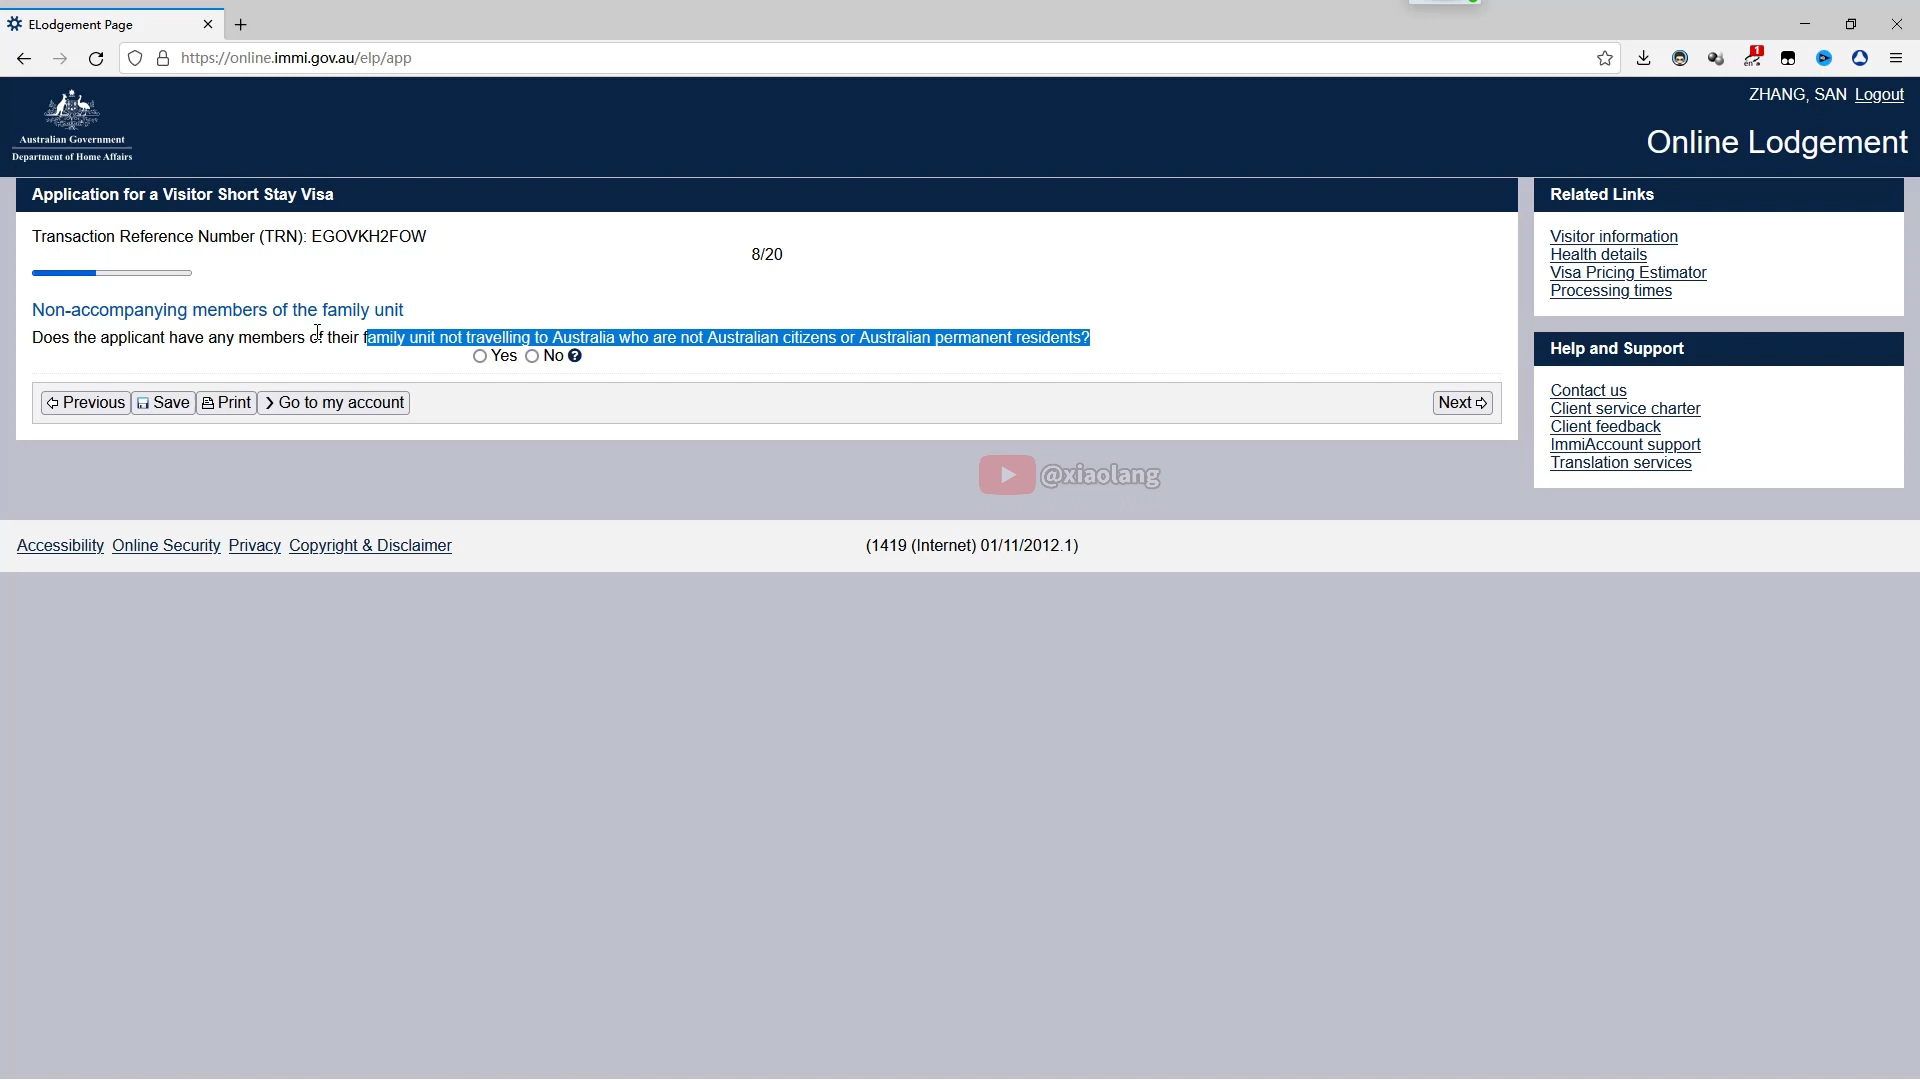 ELodgement Page
https://online.immi.gov.au/elp/app
1
en
Australian Government
Department of Home Affairs
ZHANG, SAN Logout
Online Lodgement
Application for a Visitor Short Stay Visa
Transaction Reference Number (TRN): EGOVKH2FOW
8/20
Non-accompanying members of the family unit
Does the applicant have any members of their family unit not travelling to Australia who are not Australian citizens or Australian permanent residents?
Yes No ?
Previous Save Print Go to my account Next
@xiaolang
Related Links
Visitor information
Health details
Visa Pricing Estimator
Processing times
Help and Support
Contact us
Client service charter
Client feedback
ImmiAccount support
Translation services
Accessibility Online Security Privacy Copyright & Disclaimer (1419 (Internet) 01/11/2012.1)